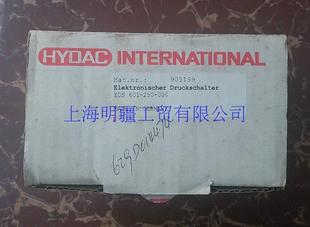 HYDAC INTERNATIONAL
Mat.nr.: 905199
Elektronischer Druckschalter
EDS 601-250-000
上海明疆工贸有限公司